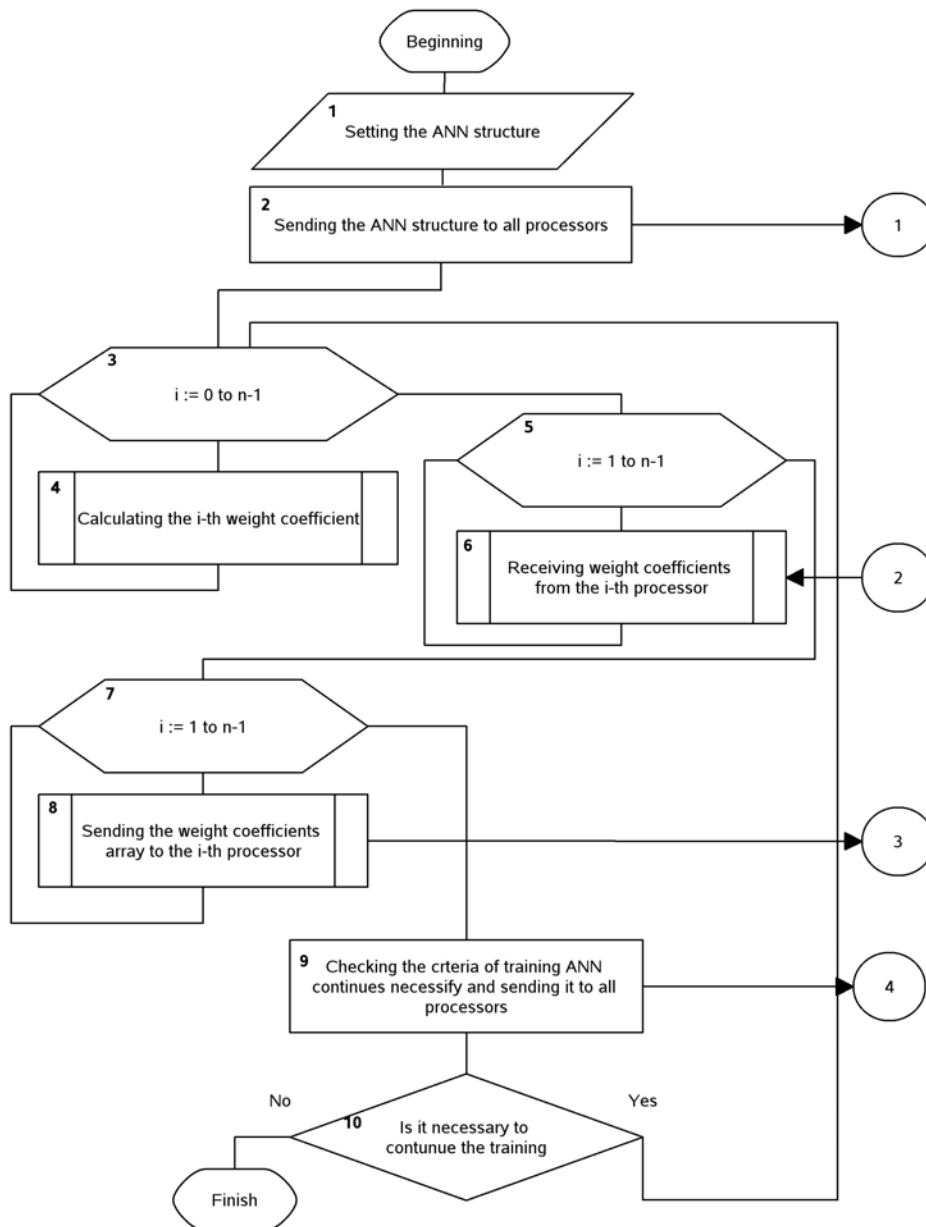 Beginning
1
Setting the ANN structure
2
Sending the ANN structure to all processors
1
3
i := 0 to n-1
4
Calculating the i-th weight coefficient
5
i := 1 to n-1
6
Receiving weight coefficients
from the i-th processor
2
7
i := 1 to n-1
8
Sending the weight coefficients
array to the i-th processor
3
9
Checking the crteria of training ANN
continues necessify and sending it to all
processors
4
No
Yes
10
Is it necessary to
contunue the training
Finish